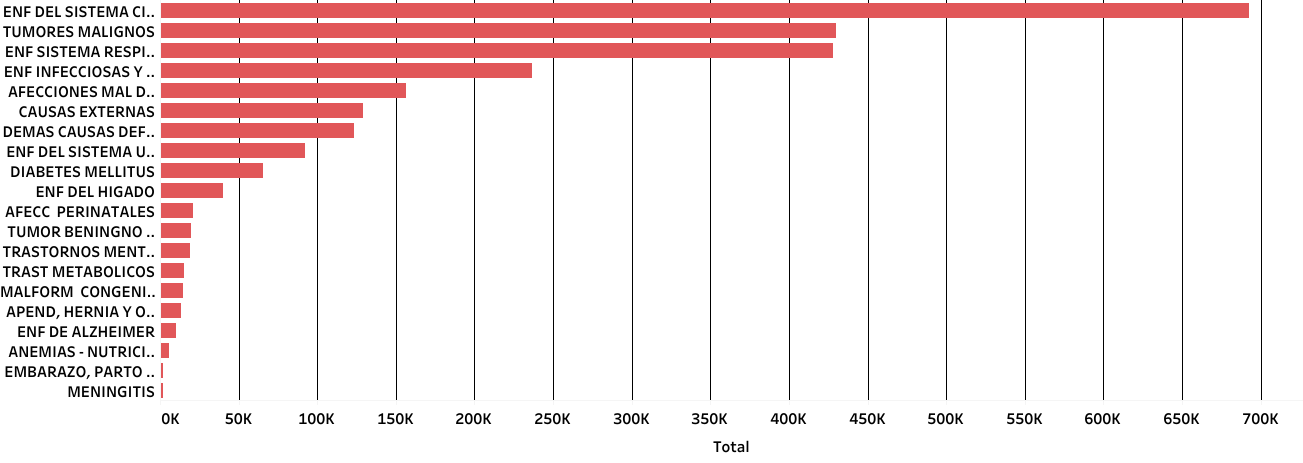 ENF DEL SISTEMA CI..
TUMORES MALIGNOS
ENF SISTEMA RESPI..
ENF INFECCIOSAS Y ..
AFECCIONES MAL D..
CAUSAS EXTERNAS
DEMAS CAUSAS DEF..
ENF DEL SISTEMA U..
DIABETES MELLITUS
ENF DEL HIGADO
AFECC  PERINATALES
TUMOR BENINGNO ..
TRASTORNOS MENT..
TRAST METABOLICOS
MALFORM  CONGENI..
APEND, HERNIA Y O..
ENF DE ALZHEIMER
ANEMIAS - NUTRICI..
EMBARAZO, PARTO ..
MENINGITIS
0K 50K 100K 150K 200K 250K 300K 350K 400K 450K 500K 550K 600K 650K 700K
Total